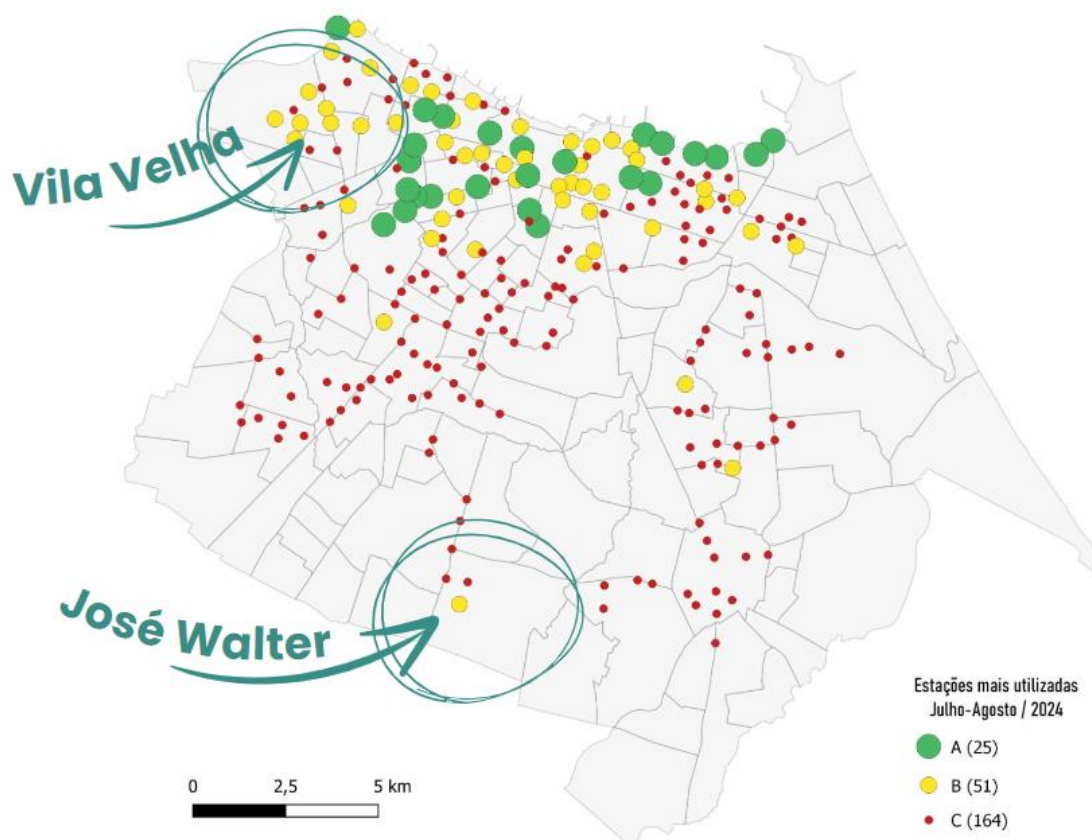 Vila Velha
José Walter
Estações mais utilizadas
Julho-Agosto / 2024
A (25)
B (51)
C (164)
0 2,5 5 km